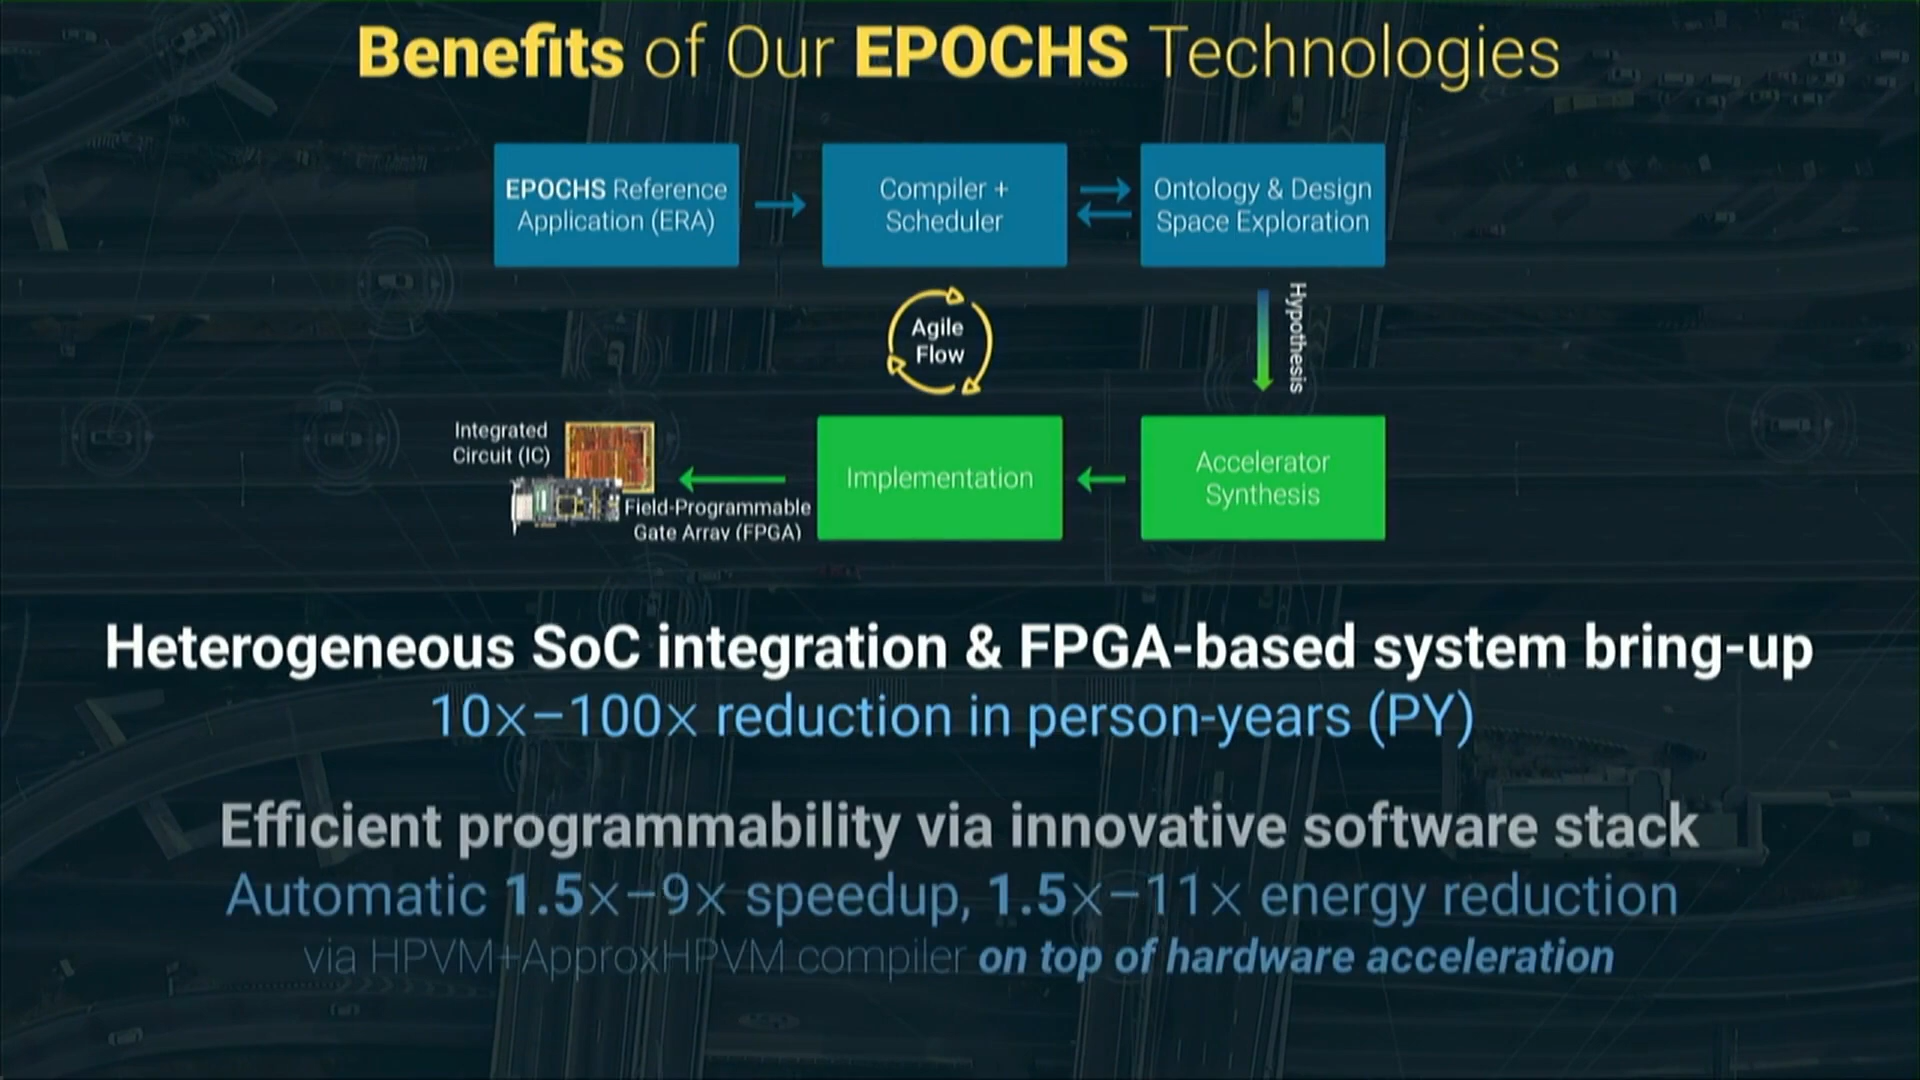 Benefits of Our EPOCHS Technologies
EPOCHS Reference
Application (ERA)
Compiler +
Scheduler
Ontology & Design
Space Exploration
Agile
Flow
Hypothesis
Integrated
Circuit (IC)
Field-Programmable
Gate Array (FPGA)
Implementation
Accelerator
Synthesis
Heterogeneous SoC integration & FPGA-based system bring-up
10×–100× reduction in person-years (PY)
Efficient programmability via innovative software stack
Automatic 1.5×–9× speedup, 1.5×–11× energy reduction
via HPVM+ApproxHPVM compiler on top of hardware acceleration